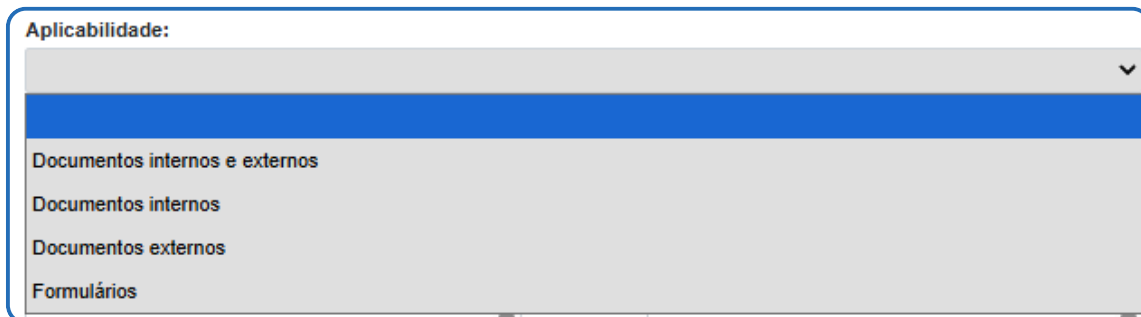 Aplicabilidade:
Documentos internos e externos
Documentos internos
Documentos externos
Formulários